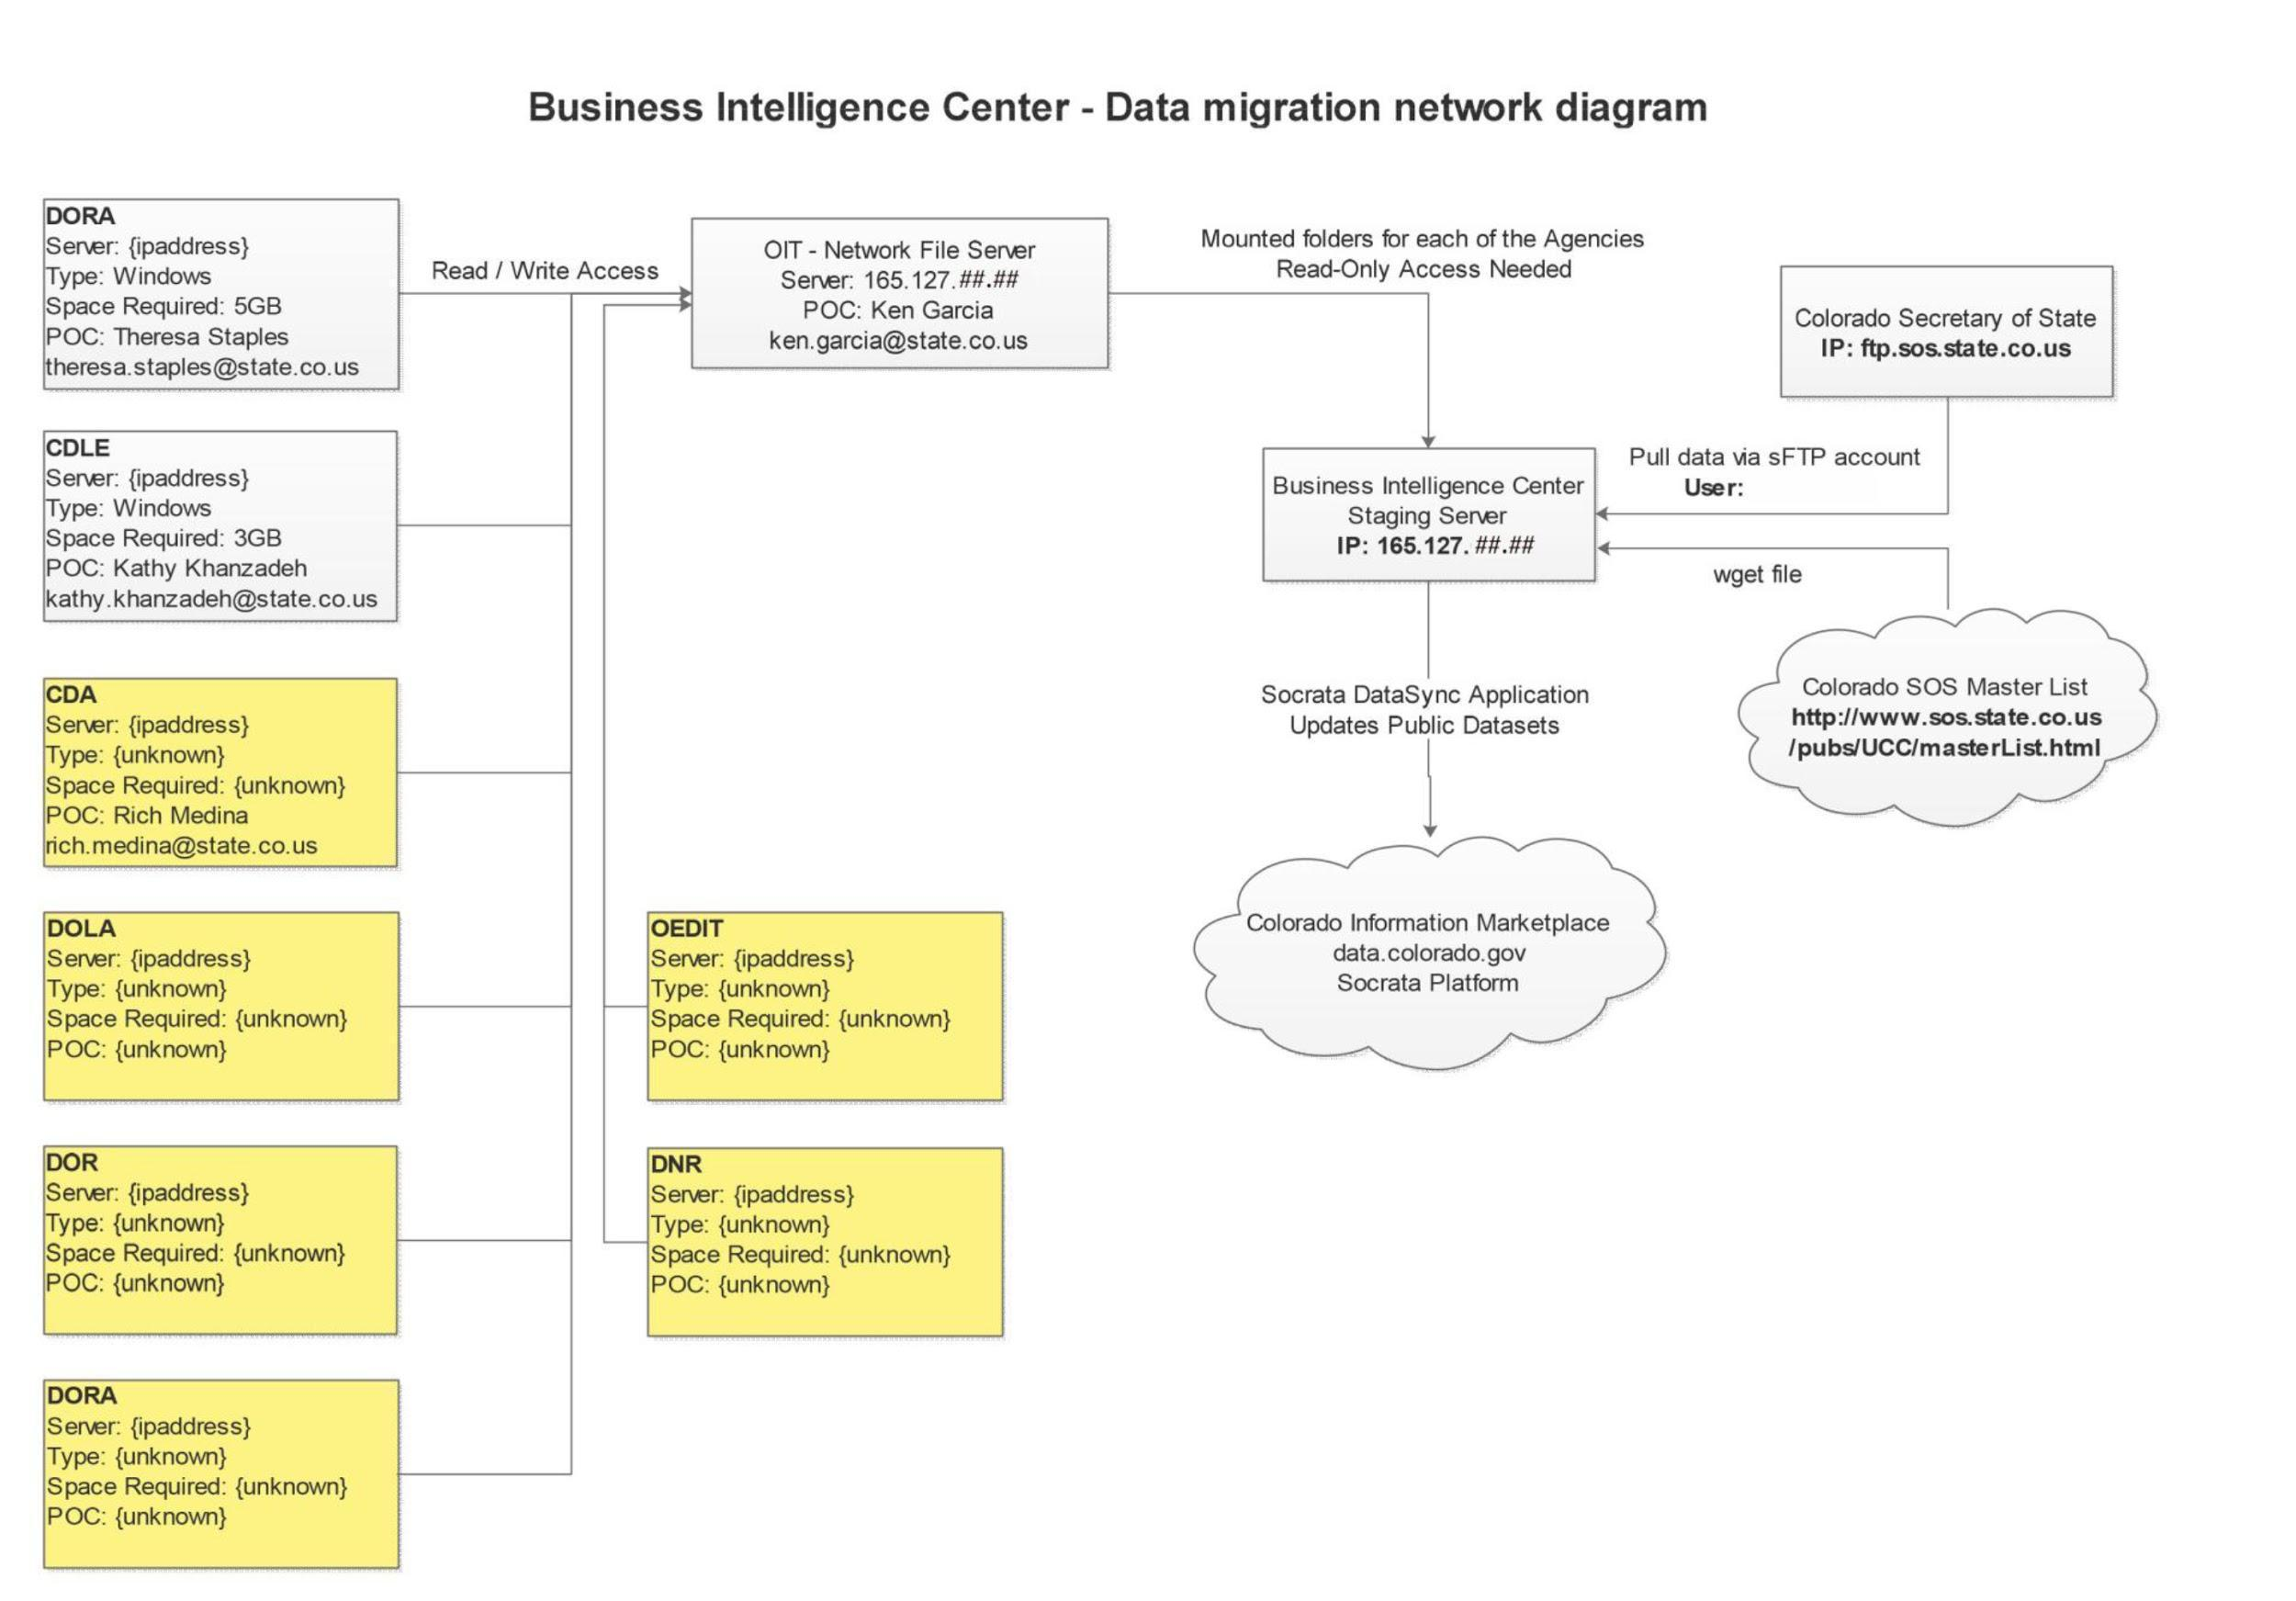 Business Intelligence Center - Data migration network diagram
DORA
Server: {ipaddress}
Type: Windows
Space Required: 5GB
POC: Theresa Staples
theresa.staples@state.co.us
Read / Write Access
OIT - Network File Server
Server: 165.127.##.##
POC: Ken Garcia
ken.garcia@state.co.us
Mounted folders for each of the Agencies
Read-Only Access Needed
Colorado Secretary of State
IP: ftp.sos.state.co.us
CDLE
Server: {ipaddress}
Type: Windows
Space Required: 3GB
POC: Kathy Khanzadeh
kathy.khanzadeh@state.co.us
Business Intelligence Center
Staging Server
IP: 165.127. ##.##
Pull data via sFTP account
User:
wget file
CDA
Server: {ipaddress}
Type: {unknown}
Space Required: {unknown}
POC: Rich Medina
rich.medina@state.co.us
Socrata DataSync Application
Updates Public Datasets
Colorado SOS Master List
http://www.sos.state.co.us
/pubs/UCC/masterList.html
DOLA
Server: {ipaddress}
Type: {unknown}
Space Required: {unknown}
POC: {unknown}
OEDIT
Server: {ipaddress}
Type: {unknown}
Space Required: {unknown}
POC: {unknown}
Colorado Information Marketplace
data.colorado.gov
Socrata Platform
DOR
Server: {ipaddress}
Type: {unknown}
Space Required: {unknown}
POC: {unknown}
DNR
Server: {ipaddress}
Type: {unknown}
Space Required: {unknown}
POC: {unknown}
DORA
Server: {ipaddress}
Type: {unknown}
Space Required: {unknown}
POC: {unknown}